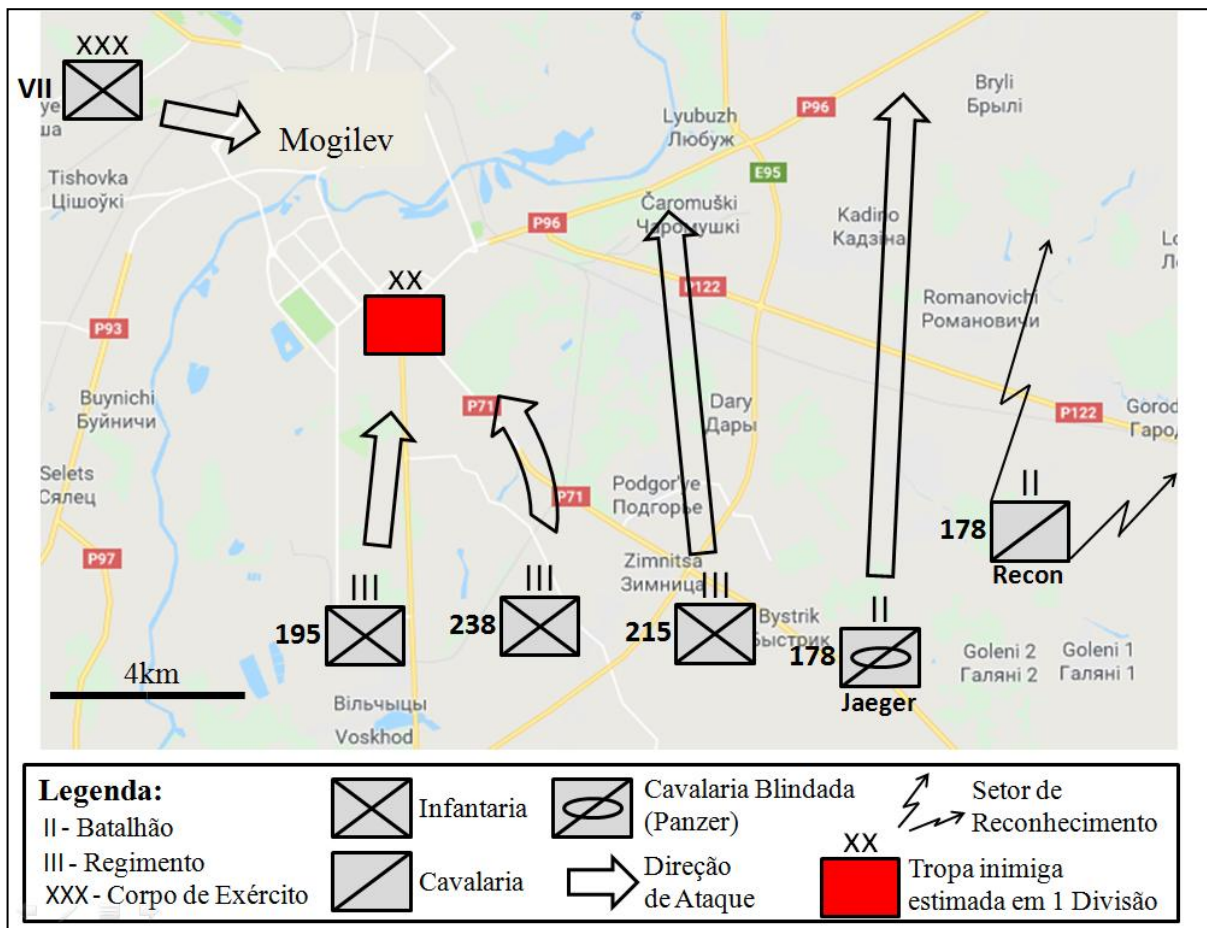 XXX
VII
ye
ша
Mogilev
Tishovka
Цішоўкі
P93
Buynichi
Буйничи
Selets
Сялец
P97
Lyubuzh
Любуж
P96
Bryli
Брылі
E95
P96
Čaromuški
Чаромушкі
Kadino
Кадзіна
XX
P122
Romanovichi
Романовичи
P71
Dary
Дары
P122
Podgor'ye
Подгорье
P71
II
178
Recon
Zimnitsa
Зимница
III
195
III
238
III
215
Bystrik
Быстрик
II
178
Jaeger
Goleni 2
Галяні 2
Goleni 1
Галяні 1
4km
Вільчыцы
Voskhod
Legenda:
II - Batalhão
III - Regimento
XXX - Corpo de Exército
Infantaria
Cavalaria
Cavalaria Blindada
(Panzer)
Direção
de Ataque
Setor de
Reconhecimento
XX
Tropa inimiga
estimada em 1 Divisão